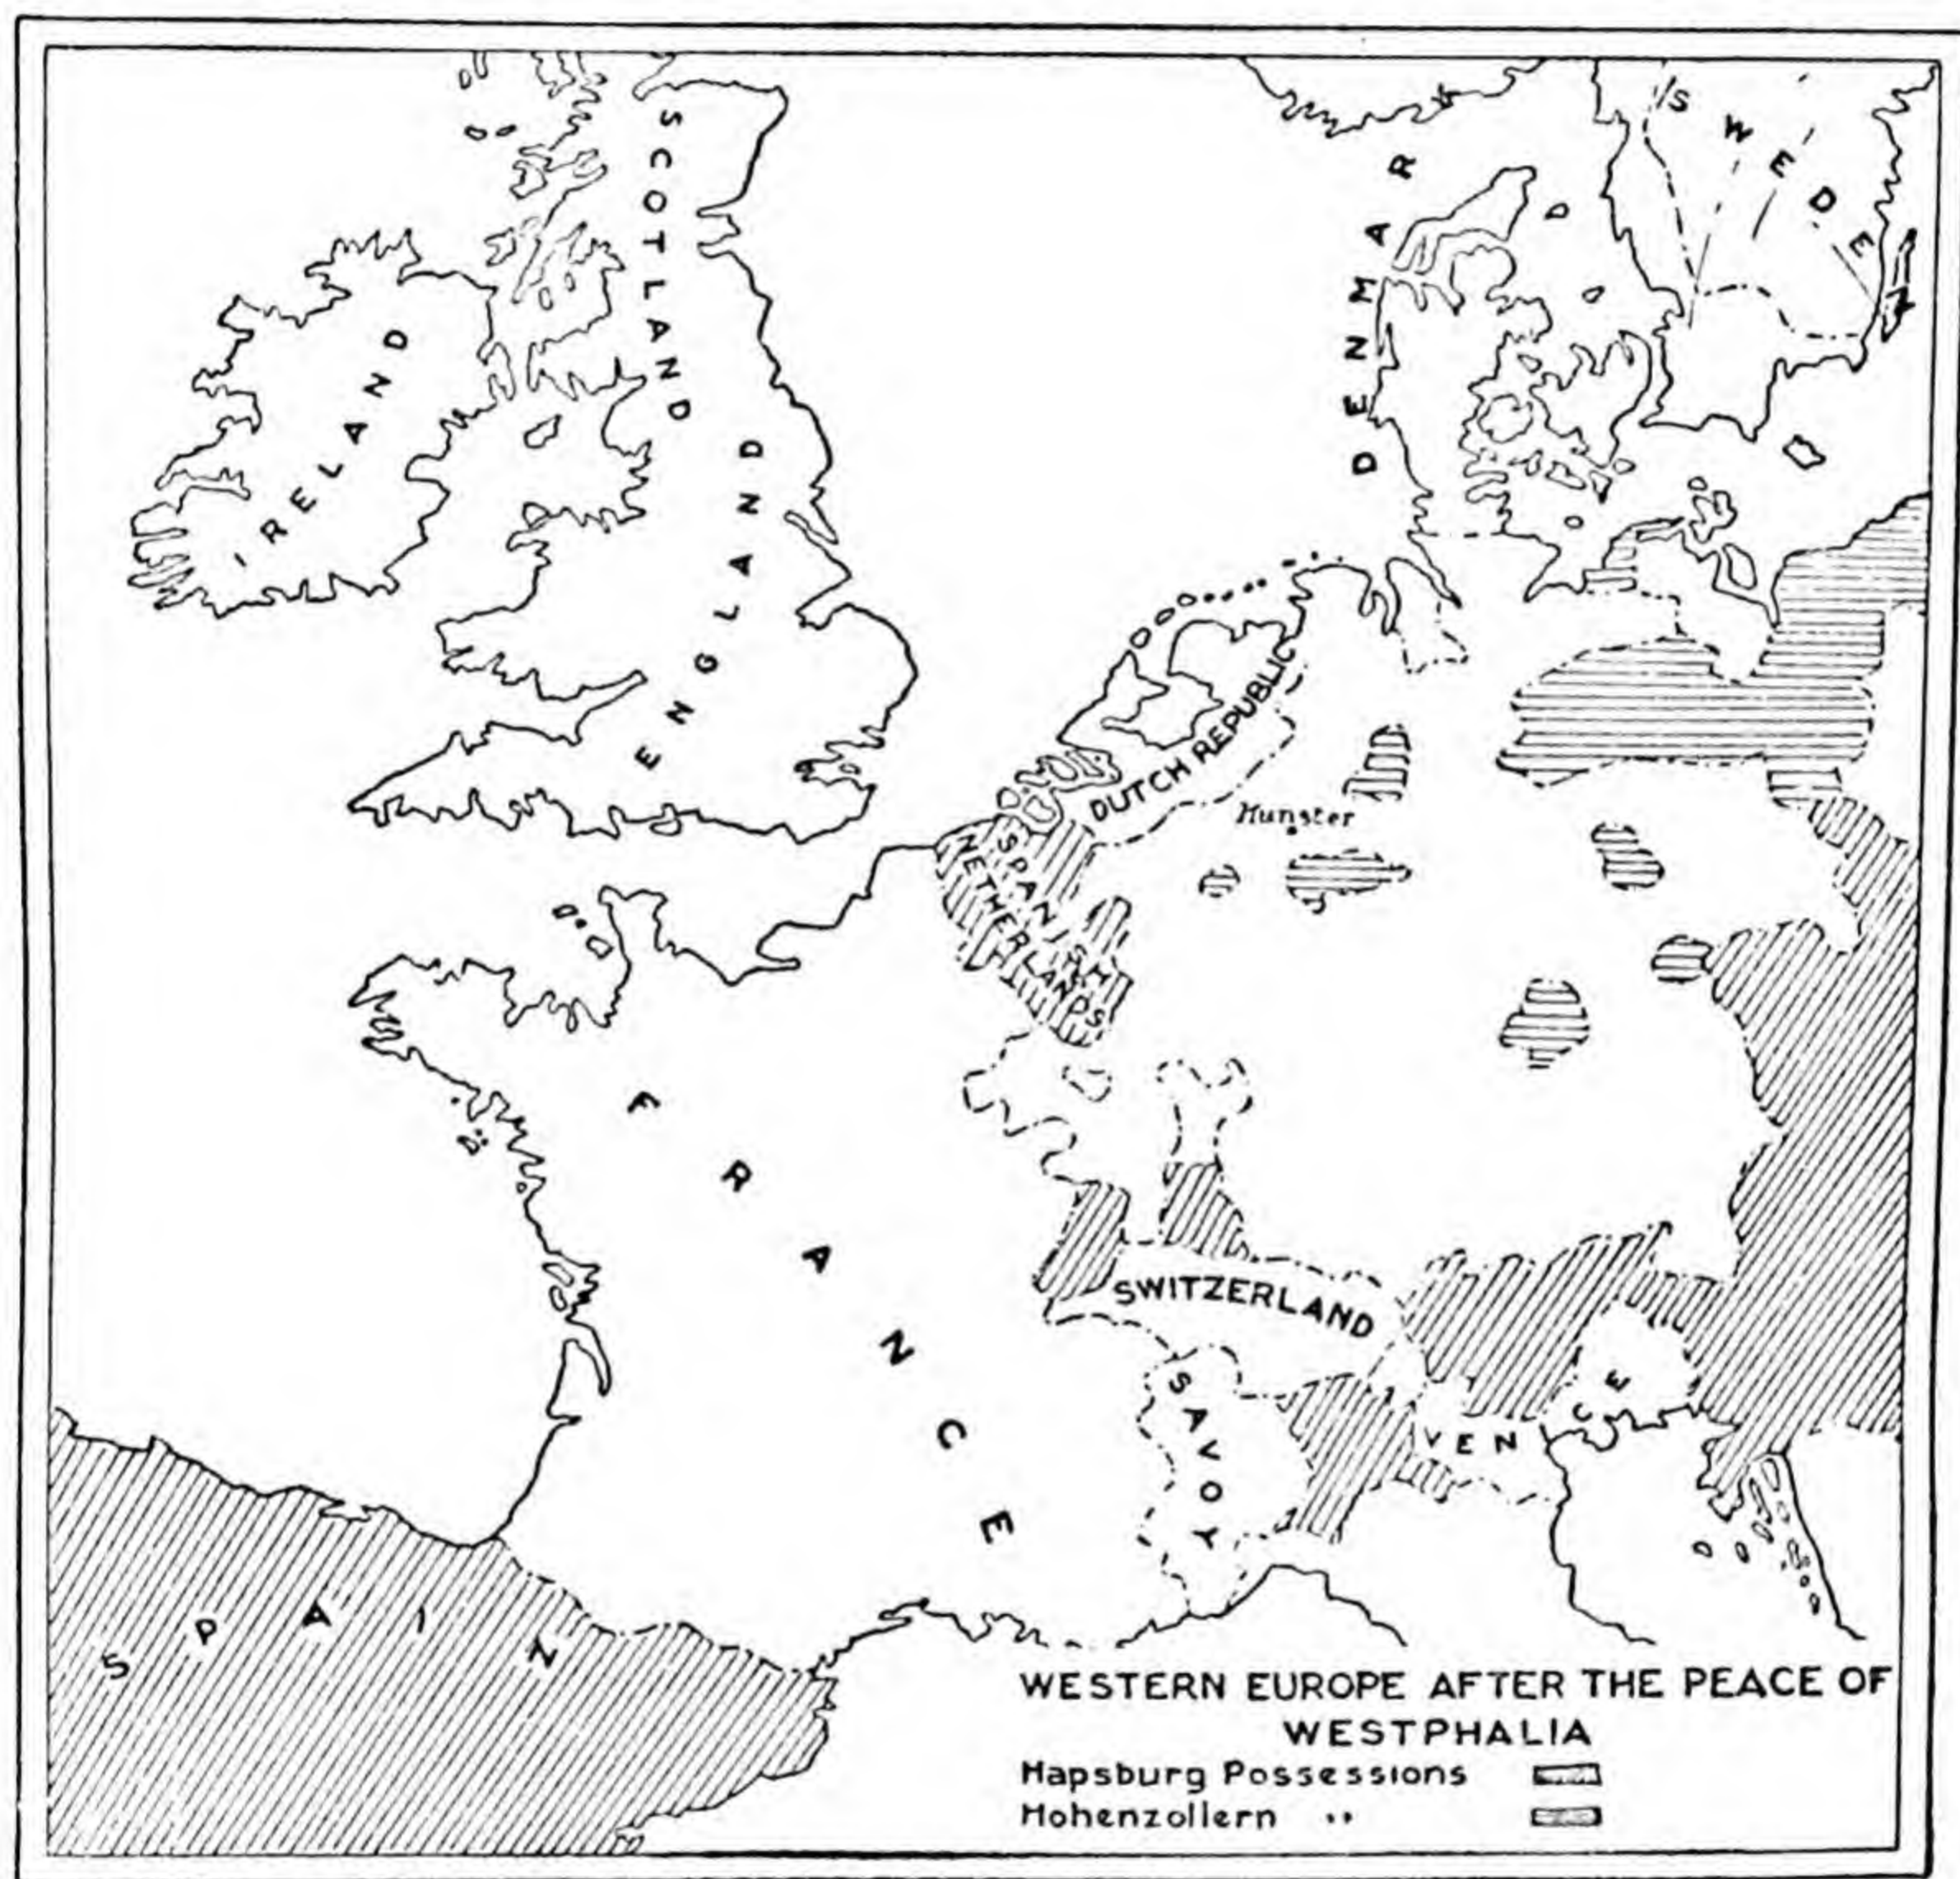 SCOTLAND
DENMARK
SWEDEN
IRELAND
ENGLAND
DUTCH REPUBLIC
Munster
SPANISH
NETHERLANDS
FRANCE
SWITZERLAND
SAVOY
VENICE
SPAIN
WESTERN EUROPE AFTER THE PEACE OF
WESTPHALIA
Hapsburg Possessions
Hohenzollern "